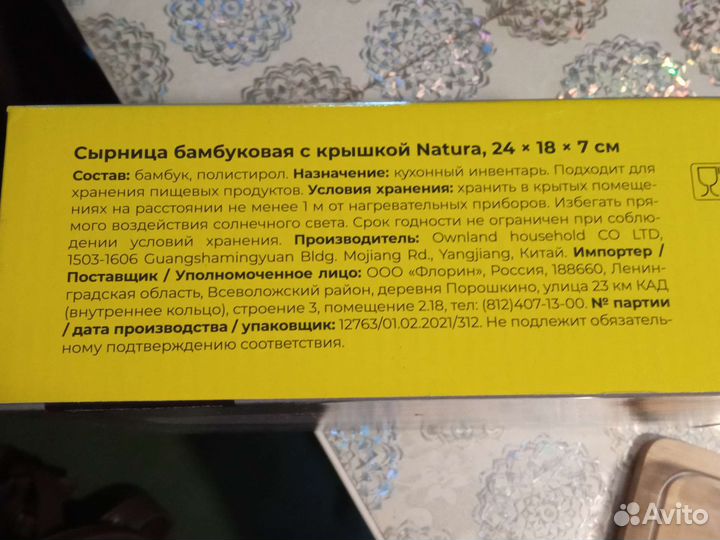 Сырница бамбуковая с крышкой Natura, 24 × 18 × 7 см
Состав: бамбук, полистирол. Назначение: кухонный инвентарь. Подходит для
хранения пищевых продуктов. Условия хранения: хранить в крытых помеще-
ниях на расстоянии не менее 1 м от нагревательных приборов. Избегать пря-
мого воздействия солнечного света. Срок годности не ограничен при соблю-
дении условий хранения. Производитель: Ownland household CO LTD,
1503-1606 Guangshamingyuan Bldg. Mojiang Rd., Yangjiang, Китай. Импортер /
Поставщик / Уполномоченное лицо: ООО «Флорин», Россия, 188660, Ленин-
градская область, Всеволожский район, деревня Порошкино, улица 23 км КАД
(внутреннее кольцо), строение 3, помещение 2.18, тел: (812)407-13-00. № партии
/ дата производства / упаковщик: 12763/01.02.2021/312. Не подлежит обязатель-
ному подтверждению соответствия.
Avito